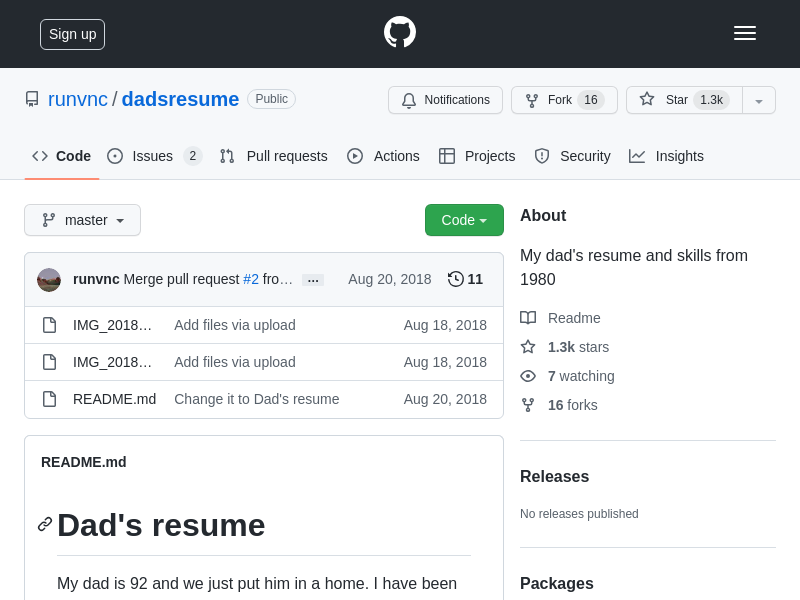 Sign up
runvnc / dadsresume Public
Notifications
Fork 16
Star 1.3k
Code
Issues 2
Pull requests
Actions
Projects
Security
Insights
master
Code
runvnc Merge pull request #2 fro… … Aug 20, 2018 11
IMG_2018… Add files via upload Aug 18, 2018
IMG_2018… Add files via upload Aug 18, 2018
README.md Change it to Dad's resume Aug 20, 2018
README.md
Dad's resume
My dad is 92 and we just put him in a home. I have been
About
My dad's resume and skills from
1980
Readme
1.3k stars
7 watching
16 forks
Releases
No releases published
Packages